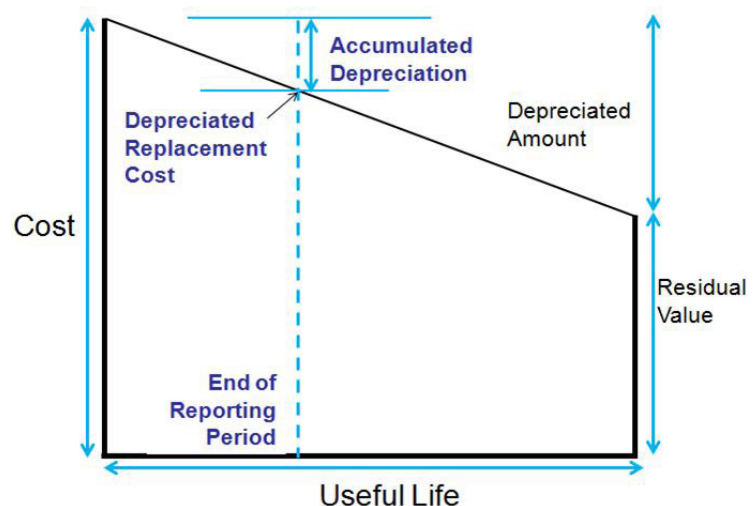 Accumulated
Depreciation
Depreciated
Replacement
Cost
Depreciated
Amount
Cost
Residual
Value
End of
Reporting
Period
Useful Life